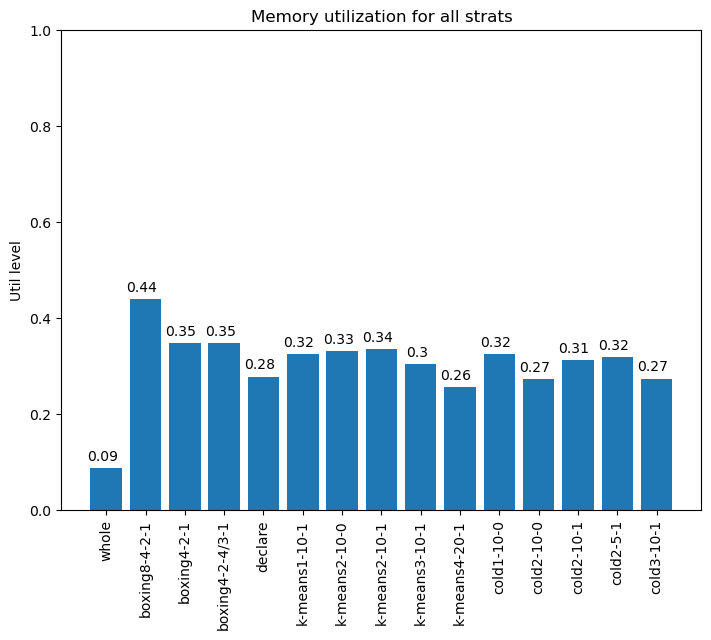 Memory utilization for all strats
Util level
1.0
0.8
0.6
0.4
0.2
0.0
0.09
0.44
0.35
0.35
0.28
0.32
0.33
0.34
0.3
0.26
0.32
0.27
0.31
0.32
0.27
whole
boxing8-4-2-1
boxing4-2-1
boxing4-2-4/3-1
declare
k-means1-10-1
k-means2-10-0
k-means2-10-1
k-means3-10-1
k-means4-20-1
cold1-10-0
cold2-10-0
cold2-10-1
cold2-5-1
cold3-10-1